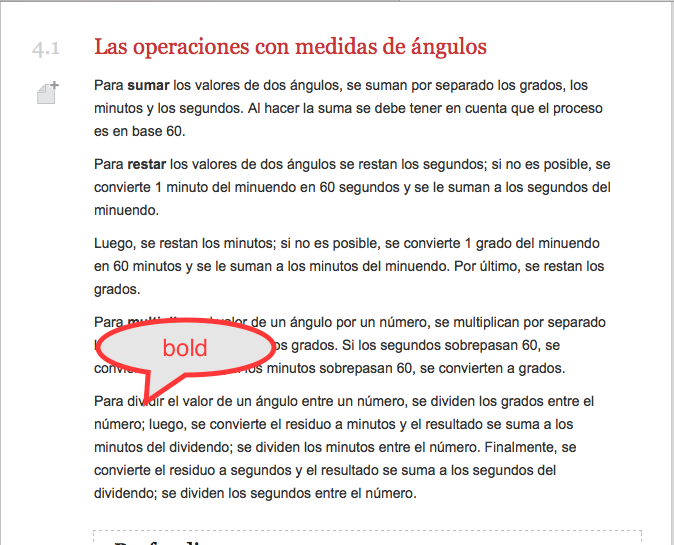 4.1 Las operaciones con medidas de ángulos
Para sumar los valores de dos ángulos, se suman por separado los grados, los
minutos y los segundos. Al hacer la suma se debe tener en cuenta que el proceso
es en base 60.
Para restar los valores de dos ángulos se restan los segundos; si no es posible, se
convierte 1 minuto del minuendo en 60 segundos y se le suman a los segundos del
minuendo.
Luego, se restan los minutos; si no es posible, se convierte 1 grado del minuendo
en 60 minutos y se le suman a los minutos del minuendo. Por último, se restan los
grados.
Para de un ángulo por un número, se multiplican por separado
bold
grados. Si los segundos sobrepasan 60, se
los minutos sobrepasan 60, se convierten a grados.
Para dividir el valor de un ángulo entre un número, se dividen los grados entre el
número; luego, se convierte el residuo a minutos y el resultado se suma a los
minutos del dividendo; se dividen los minutos entre el número. Finalmente, se
convierte el residuo a segundos y el resultado se suma a los segundos del
dividendo; se dividen los segundos entre el número.